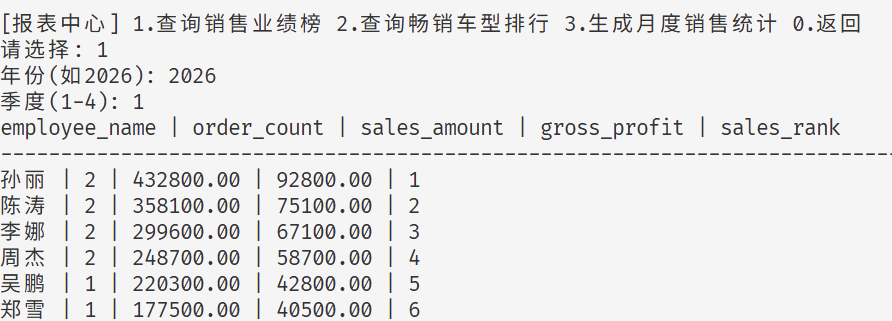 [报表中心] 1.查询销售业绩榜 2.查询畅销车型排行 3.生成月度销售统计 0.返回
请选择: 1
年份(如2026): 2026
季度(1-4): 1
employee_name | order_count | sales_amount | gross_profit | sales_rank
--------------------------------------------------------------------------
孙丽 | 2 | 432800.00 | 92800.00 | 1
陈涛 | 2 | 358100.00 | 75100.00 | 2
李娜 | 2 | 299600.00 | 67100.00 | 3
周杰 | 2 | 248700.00 | 58700.00 | 4
吴鹏 | 1 | 220300.00 | 42800.00 | 5
郑雪 | 1 | 177500.00 | 40500.00 | 6